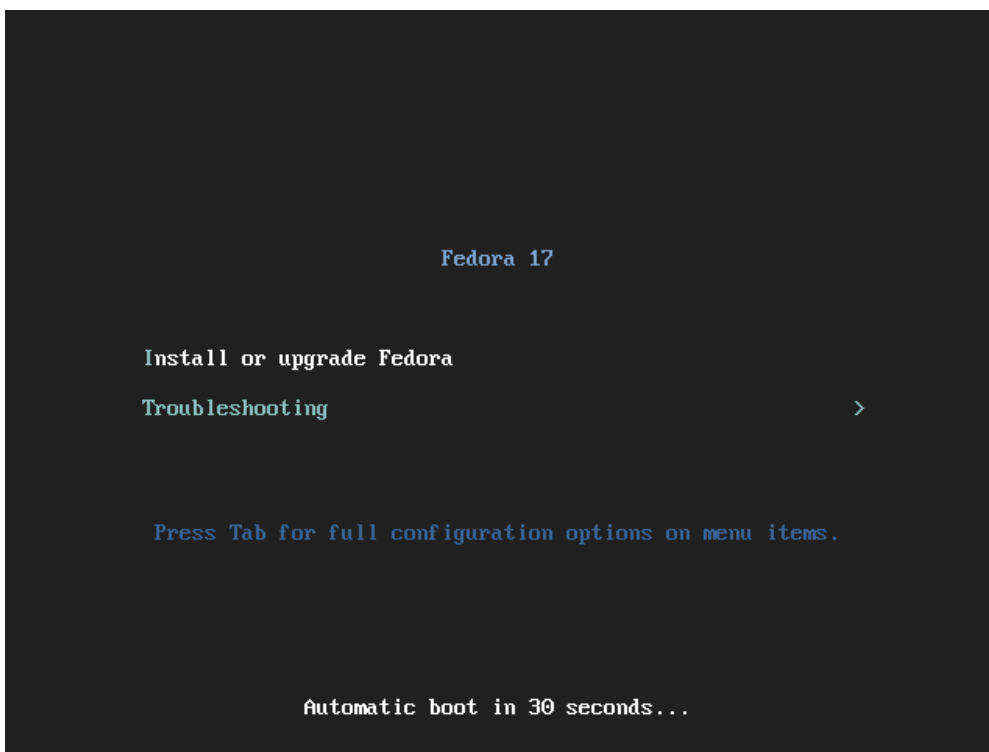 Fedora 17
Install or upgrade Fedora
Troubleshooting >
Press Tab for full configuration options on menu items.
Automatic boot in 30 seconds...